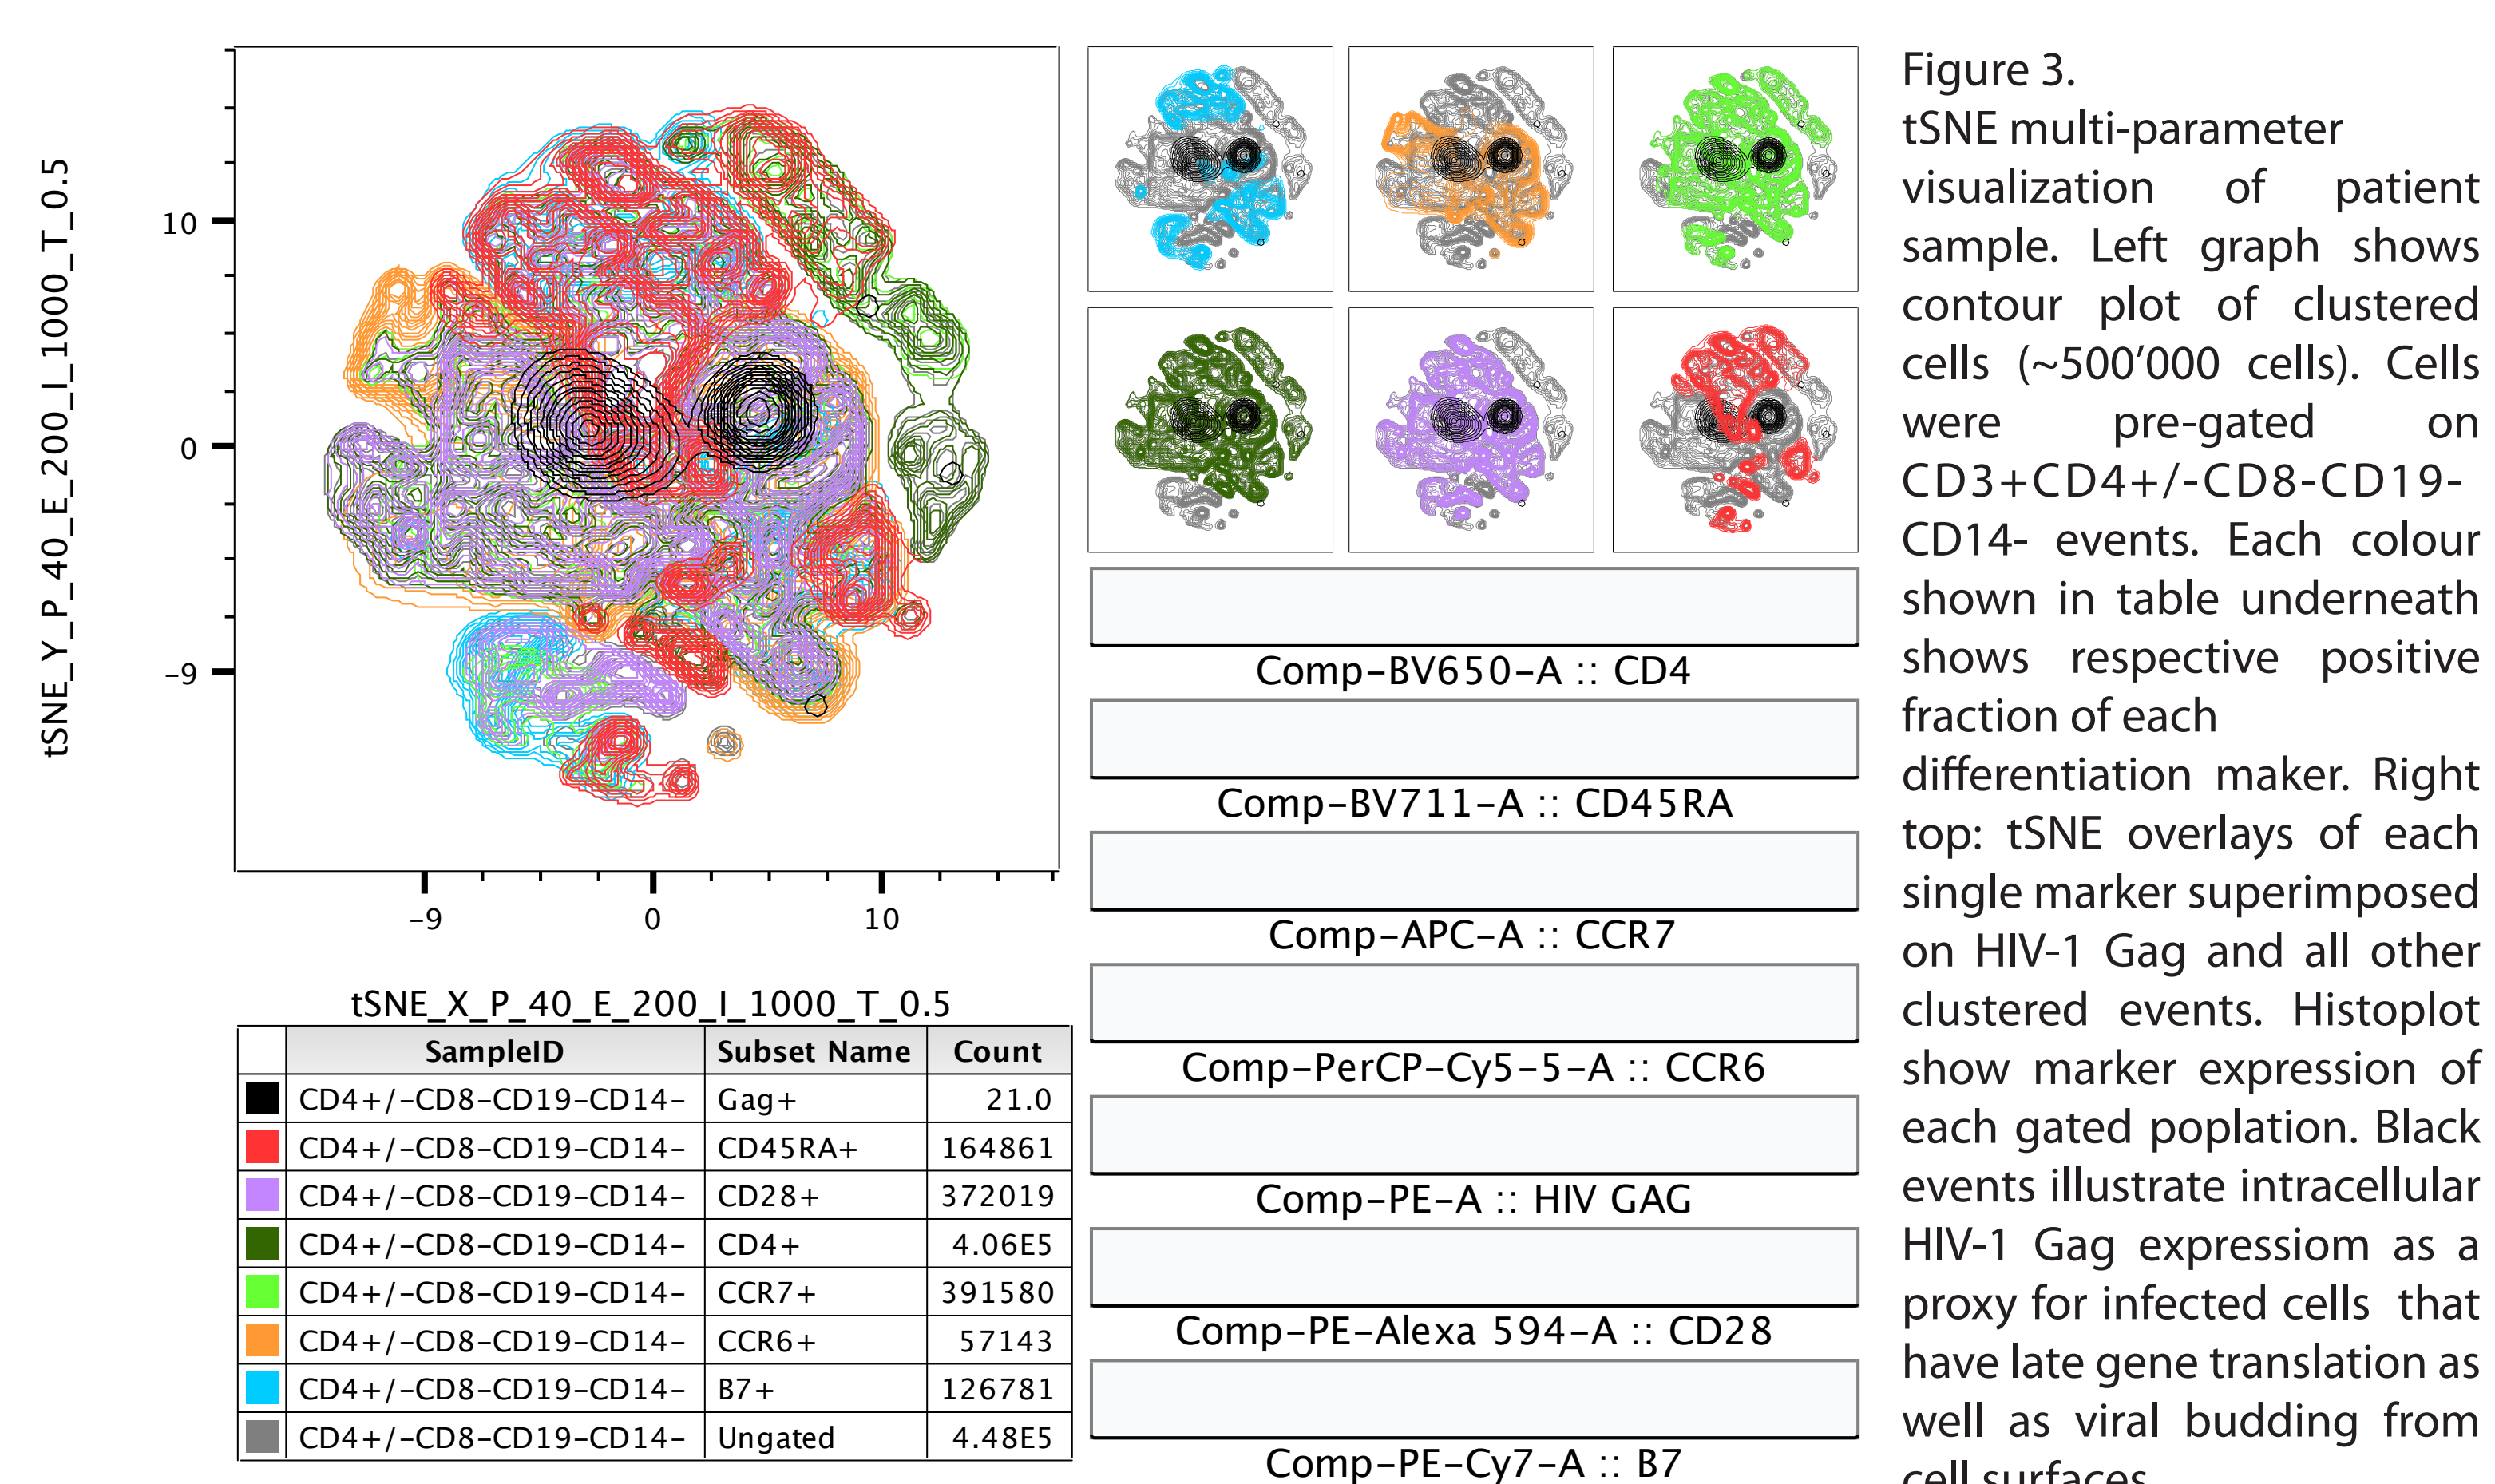 tSNE_Y_P_40_E_200_I_1000_T_0.5
10
0
-9
-9
0
10
tSNE_X_P_40_E_200_I_1000_T_0.5
SampleID Subset Name Count
CD4+/-CD8-CD19-CD14- Gag+ 21.0
CD4+/-CD8-CD19-CD14- CD45RA+ 164861
CD4+/-CD8-CD19-CD14- CD28+ 372019
CD4+/-CD8-CD19-CD14- CD4+ 4.06E5
CD4+/-CD8-CD19-CD14- CCR7+ 391580
CD4+/-CD8-CD19-CD14- CCR6+ 57143
CD4+/-CD8-CD19-CD14- B7+ 126781
CD4+/-CD8-CD19-CD14- Ungated 4.48E5
Comp-BV650-A :: CD4
Comp-BV711-A :: CD45RA
Comp-APC-A :: CCR7
Comp-PerCP-Cy5-5-A :: CCR6
Comp-PE-A :: HIV GAG
Comp-PE-Alexa 594-A :: CD28
Comp-PE-Cy7-A :: B7
Figure 3.
tSNE multi-parameter
visualization of patient
sample. Left graph shows
contour plot of clustered
cells (~500’000 cells). Cells
were pre-gated on
CD3+CD4+/-CD8-CD19-
CD14- events. Each colour
shown in table underneath
shows respective positive
fraction of each
differentiation maker. Right
top: tSNE overlays of each
single marker superimposed
on HIV-1 Gag and all other
clustered events. Histoplot
show marker expression of
each gated poplation. Black
events illustrate intracellular
HIV-1 Gag expressiom as a
proxy for infected cells that
have late gene translation as
well as viral budding from
cell surfaces